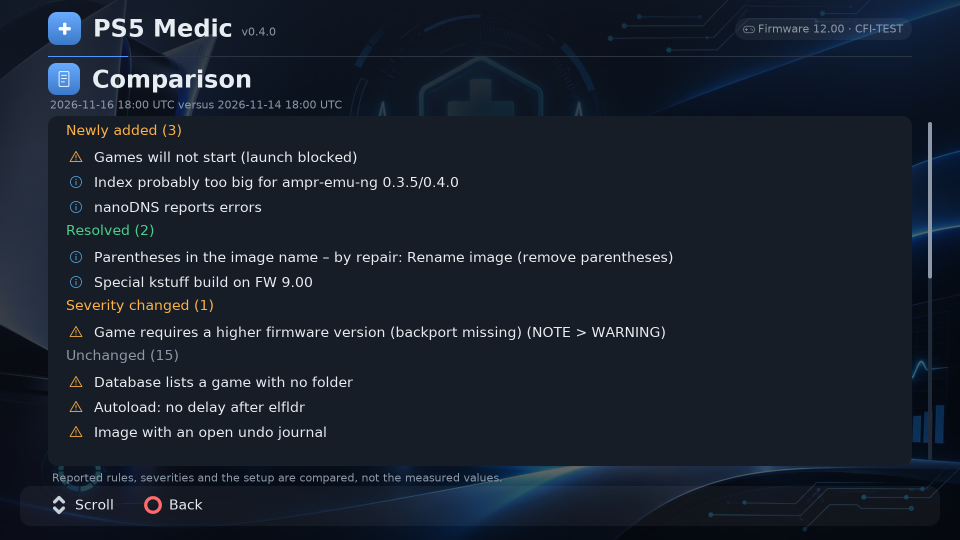 PS5 Medic v0.4.0
Firmware 12.00 · CFI-TEST
Comparison
2026-11-16 18:00 UTC versus 2026-11-14 18:00 UTC
Newly added (3)
Games will not start (launch blocked)
Index probably too big for ampr-emu-ng 0.3.5/0.4.0
nanoDNS reports errors
Resolved (2)
Parentheses in the image name – by repair: Rename image (remove parentheses)
Special kstuff build on FW 9.00
Severity changed (1)
Game requires a higher firmware version (backport missing) (NOTE > WARNING)
Unchanged (15)
Database lists a game with no folder
Autoload: no delay after elfldr
Image with an open undo journal
Reported rules, severities and the setup are compared, not the measured values.
Scroll
Back